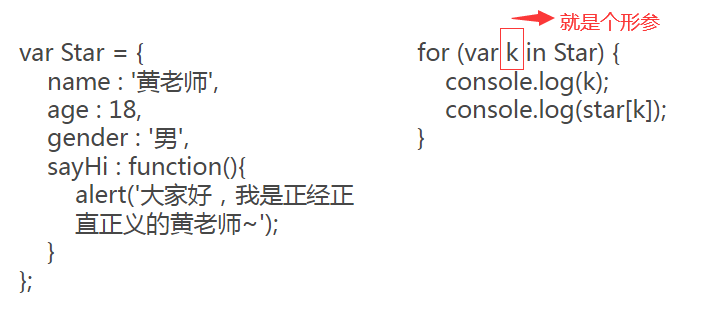 就是个形参
var Star = {
name : '黄老师',
age : 18,
gender : '男',
sayHi : function(){
alert('大家好，我是正经正
直正义的黄老师~');
}
};
for (var k in Star) {
console.log(k);
console.log(star[k]);
}